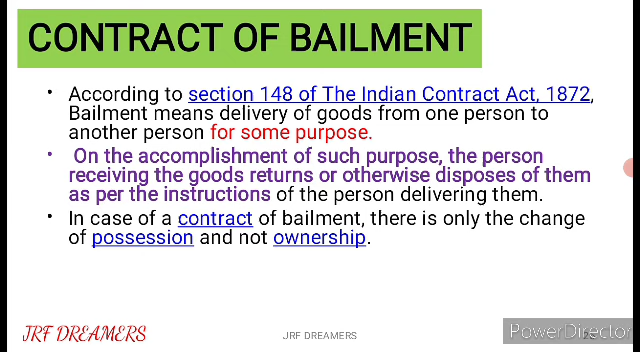 CONTRACT OF BAILMENT
• According to section 148 of The Indian Contract Act, 1872,
Bailment means delivery of goods from one person to
another person for some purpose.
• On the accomplishment of such purpose, the person
receiving the goods returns or otherwise disposes of them
as per the instructions of the person delivering them.
• In case of a contract of bailment, there is only the change
of possession and not ownership.
JRF DREAMERS
JRF DREAMERS
PowerDirector